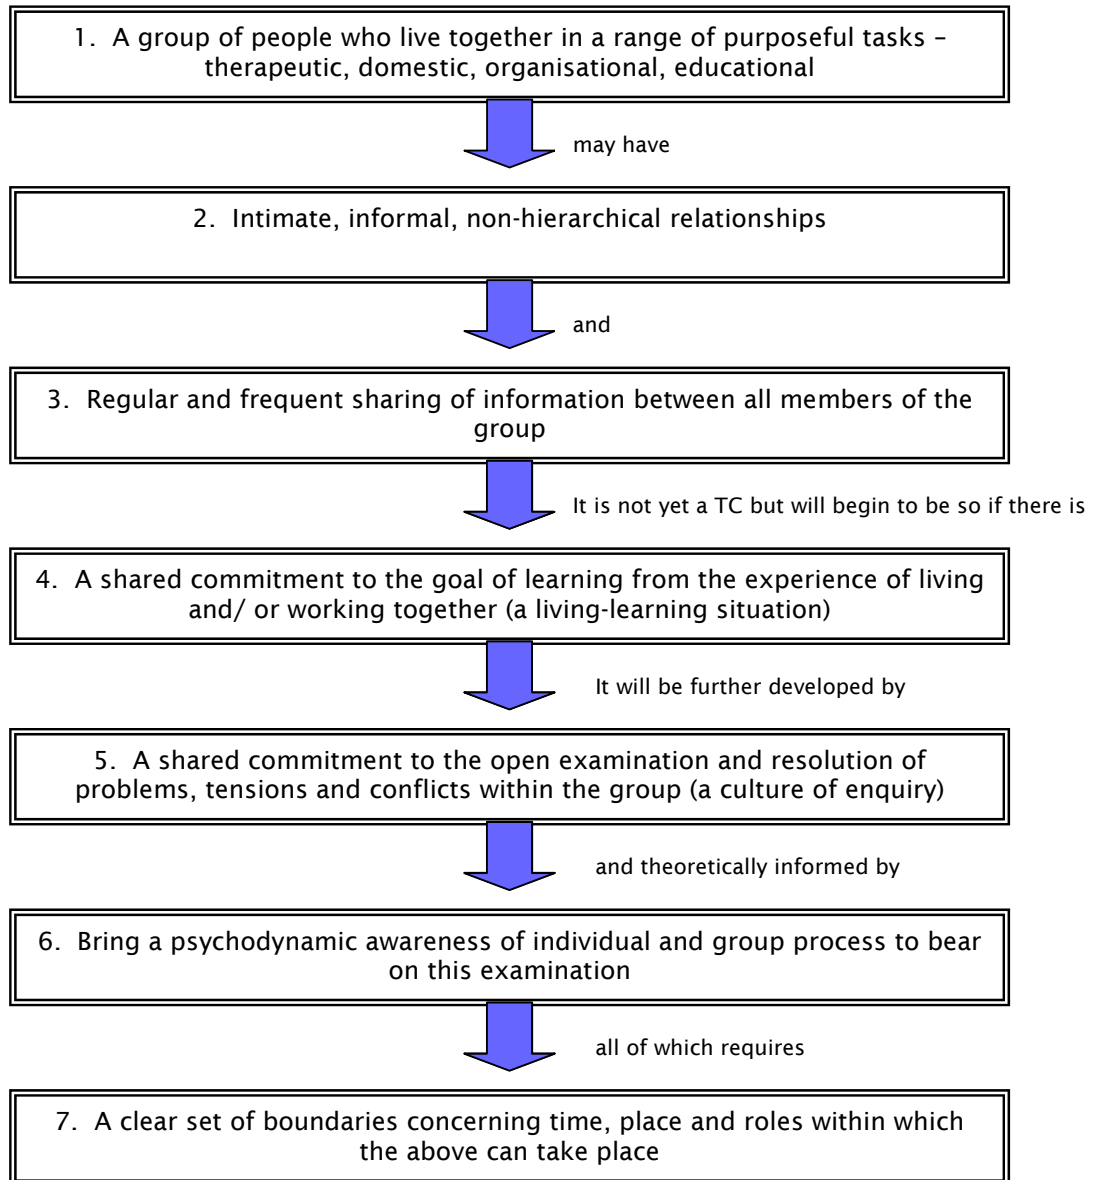 1. A group of people who live together in a range of purposeful tasks –
therapeutic, domestic, organisational, educational
may have
2. Intimate, informal, non-hierarchical relationships
and
3. Regular and frequent sharing of information between all members of the
group
It is not yet a TC but will begin to be so if there is
4. A shared commitment to the goal of learning from the experience of living
and/ or working together (a living-learning situation)
It will be further developed by
5. A shared commitment to the open examination and resolution of
problems, tensions and conflicts within the group (a culture of enquiry)
and theoretically informed by
6. Bring a psychodynamic awareness of individual and group process to bear
on this examination
all of which requires
7. A clear set of boundaries concerning time, place and roles within which
the above can take place